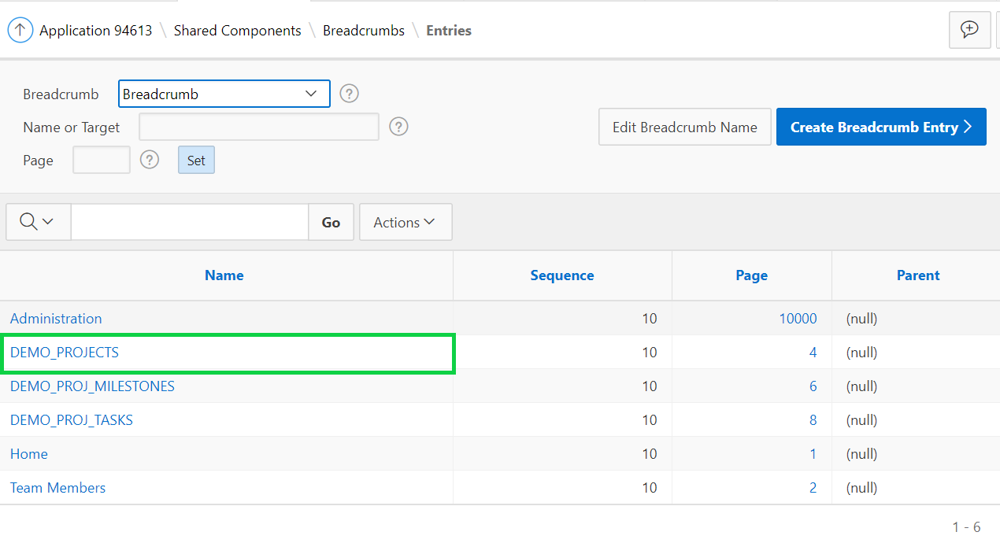 Application 94613 \ Shared Components \ Breadcrumbs \ Entries
Breadcrumb Breadcrumb ?
Name or Target ?
Edit Breadcrumb Name Create Breadcrumb Entry >
Page ? Set
Go Actions
Name Sequence Page Parent
Administration 10 10000 (null)
DEMO_PROJECTS 10 4 (null)
DEMO_PROJ_MILESTONES 10 6 (null)
DEMO_PROJ_TASKS 10 8 (null)
Home 10 1 (null)
Team Members 10 2 (null)
1 - 6